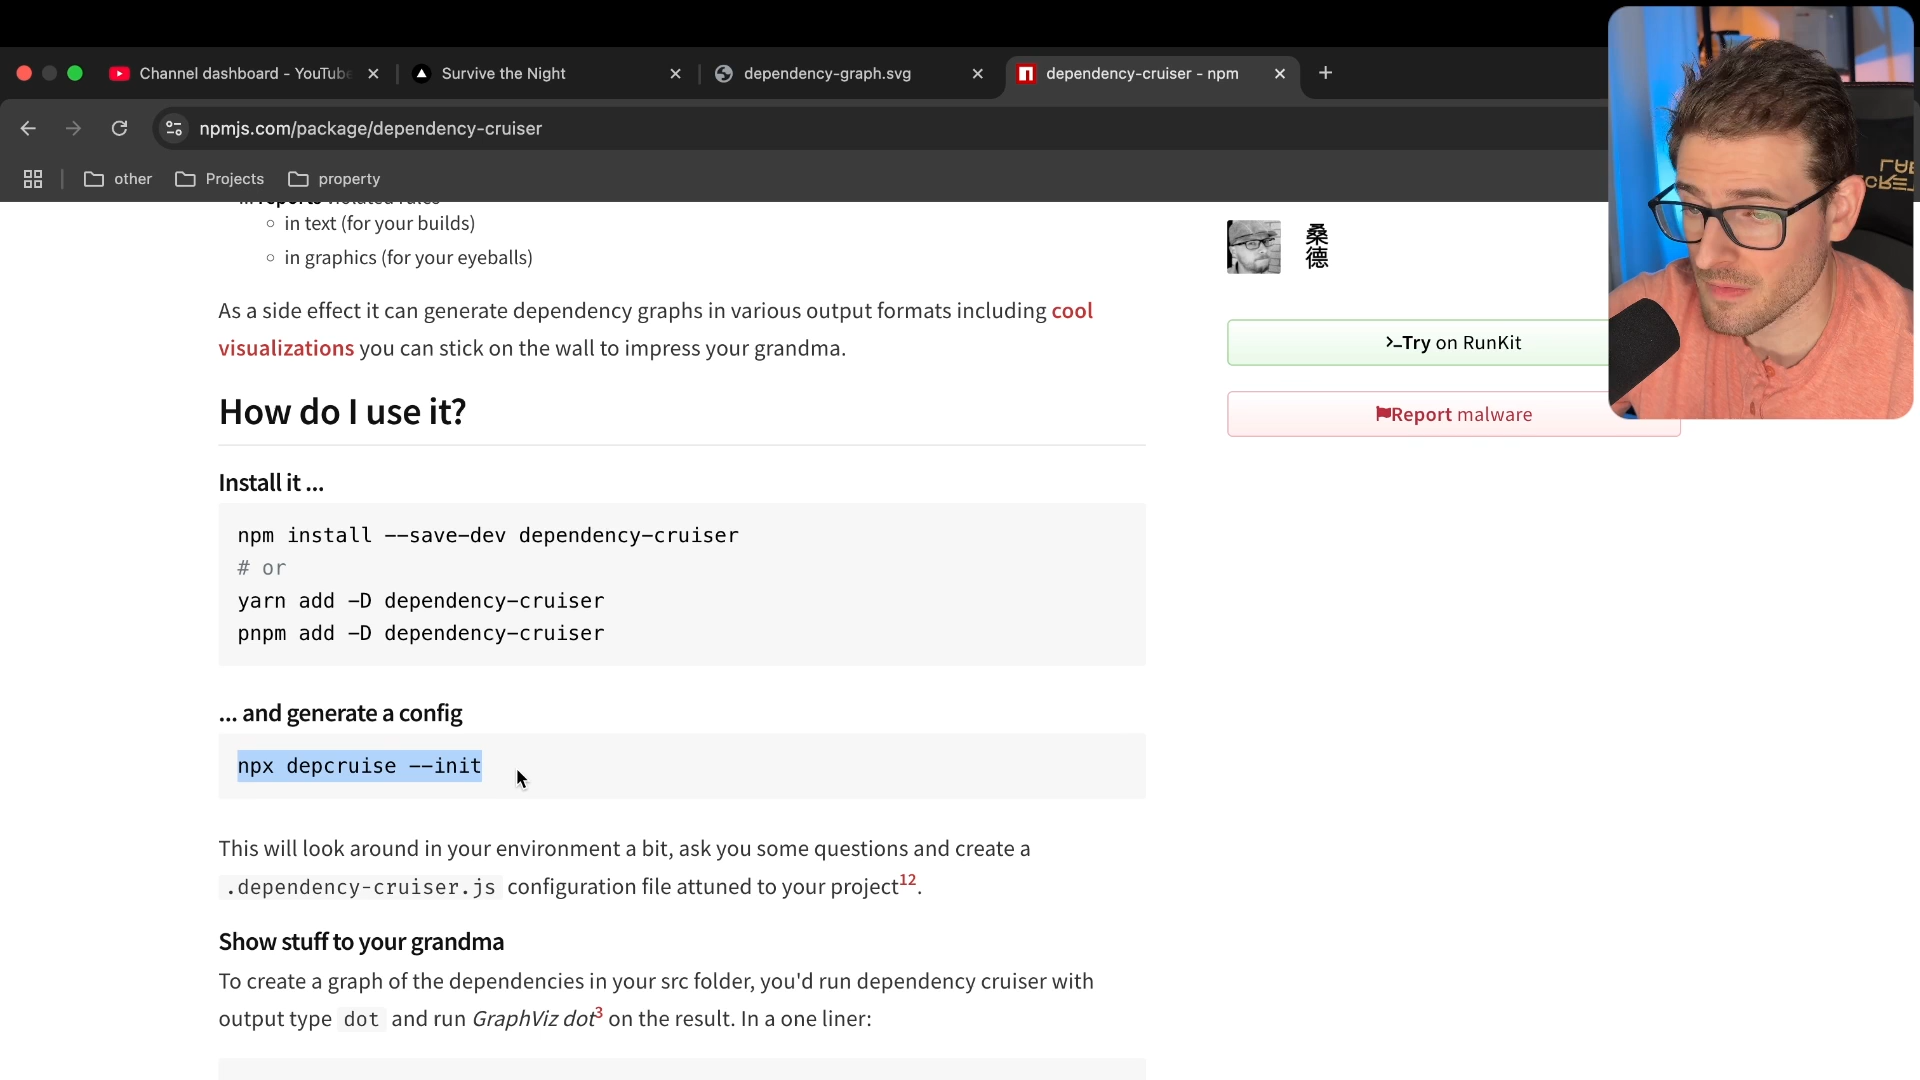 Channel dashboard - YouTube
Survive the Night
dependency-graph.svg
dependency-cruiser - npm
npmjs.com/package/dependency-cruiser
other
Projects
property
in text (for your builds)
in graphics (for your eyeballs)
As a side effect it can generate dependency graphs in various output formats including cool
visualizations you can stick on the wall to impress your grandma.
How do I use it?
Install it ...
npm install --save-dev dependency-cruiser
# or
yarn add -D dependency-cruiser
pnpm add -D dependency-cruiser
... and generate a config
npx depcruise --init
This will look around in your environment a bit, ask you some questions and create a
.dependency-cruiser.js configuration file attuned to your project12.
Show stuff to your grandma
To create a graph of the dependencies in your src folder, you'd run dependency cruiser with
output type dot and run GraphViz dot3 on the result. In a one liner:
桑
德
>_Try on RunKit
Report malware